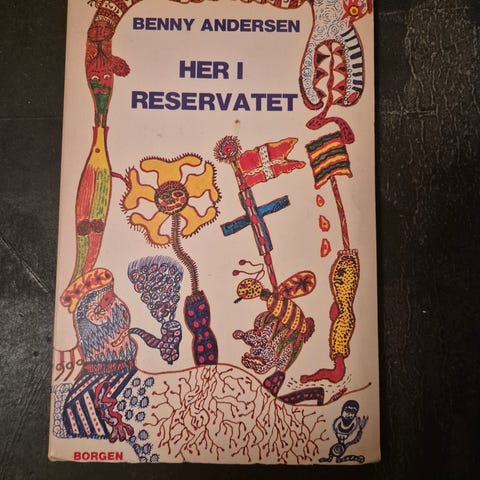 BENNY ANDERSEN
HER I
RESERVATET
BORGEN